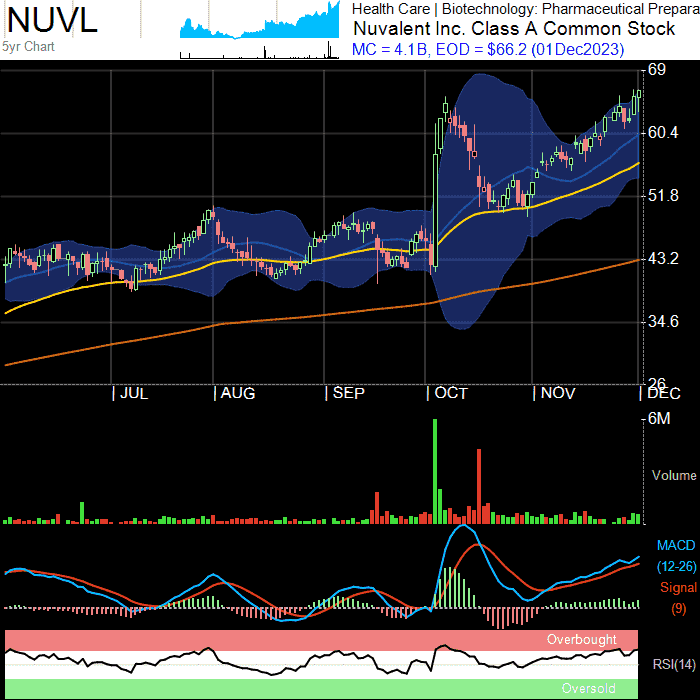 NUVL
5yr Chart
Health Care | Biotechnology: Pharmaceutical Prepara
Nuvalent Inc. Class A Common Stock
MC = 4.1B, EOD = $66.2 (01Dec2023)
69
60.4
51.8
43.2
34.6
26
JUL AUG SEP OCT NOV DEC
6M
Volume
MACD
(12-26)
Signal
(9)
Overbought
RSI(14)
Oversold